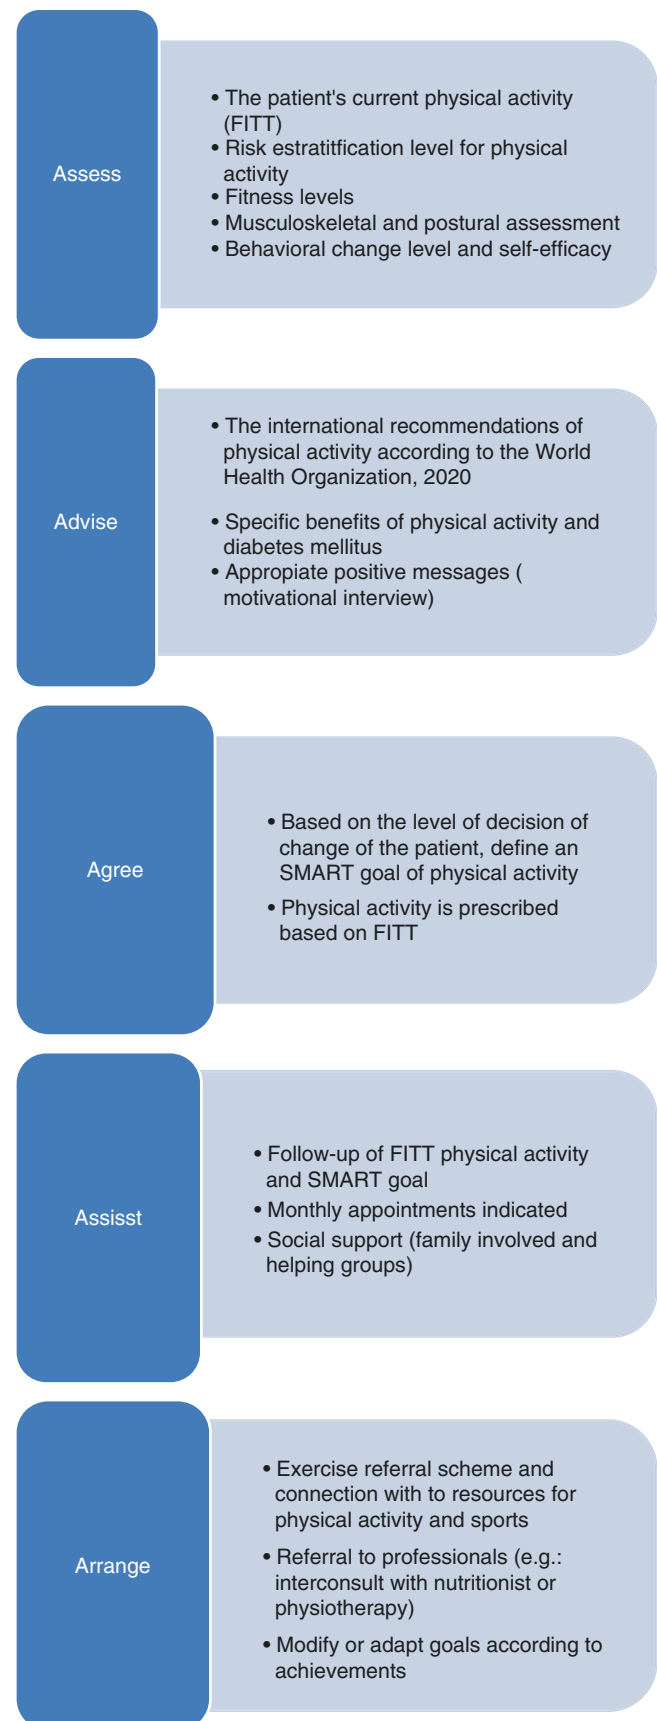 Assess
• The patient's current physical activity
(FITT)
• Risk estratitfication level for physical
activity
• Fitness levels
• Musculoskeletal and postural assessment
• Behavioral change level and self-efficacy
Advise
• The international recommendations of
physical activity according to the World
Health Organization, 2020
• Specific benefits of physical activity and
diabetes mellitus
• Appropiate positive messages (
motivational interview)
Agree
• Based on the level of decision of
change of the patient, define an
SMART goal of physical activity
• Physical activity is prescribed
based on FITT
Assisst
• Follow-up of FITT physical activity
and SMART goal
• Monthly appointments indicated
• Social support (family involved and
helping groups)
Arrange
• Exercise referral scheme and
connection with to resources for
physical activity and sports
• Referral to professionals (e.g.:
interconsult with nutritionist or
physiotherapy)
• Modify or adapt goals according to
achievements